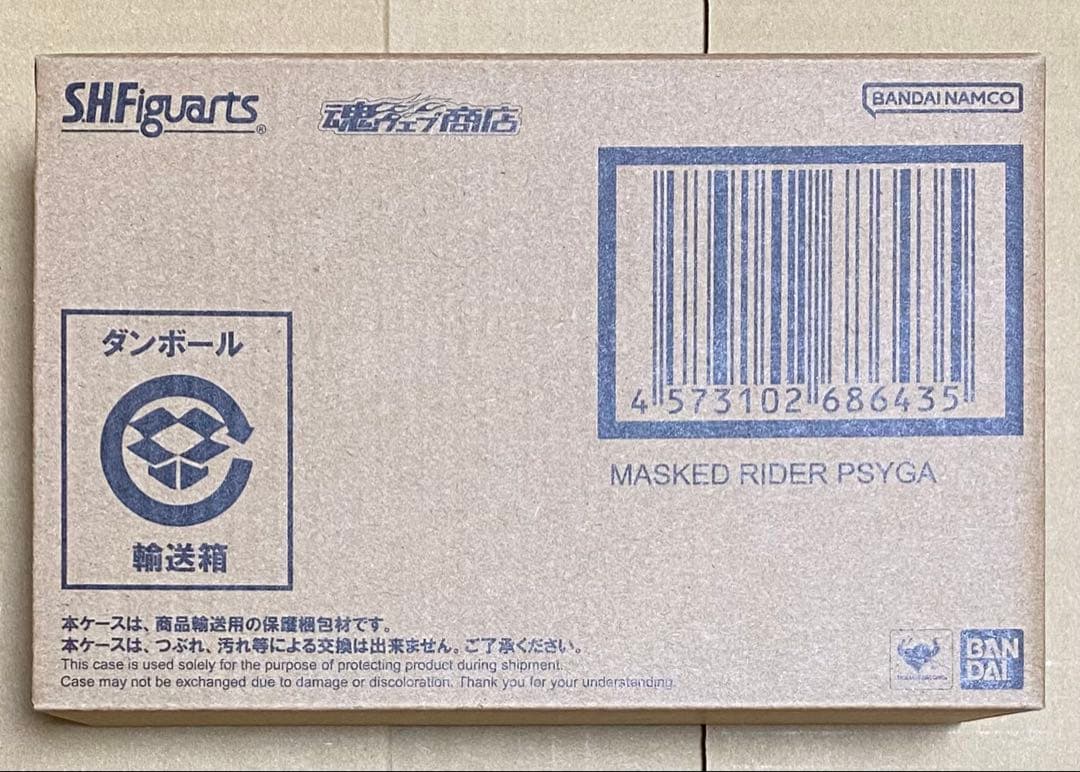 S.H.Figuarts®
魂ウェブ商店
BANDAI NAMCO
4 573102 686435
MASKED RIDER PSYGA
ダンボール
輸送箱
本ケースは、商品輸送用の保護梱包材です。
本ケースは、つぶれ、汚れ等による交換は出来ません。ご了承ください。
This case is used solely for the purpose of protecting product during shipment.
Case may not be exchanged due to damage or discoloration. Thank you for your understanding.
BAN
DAI